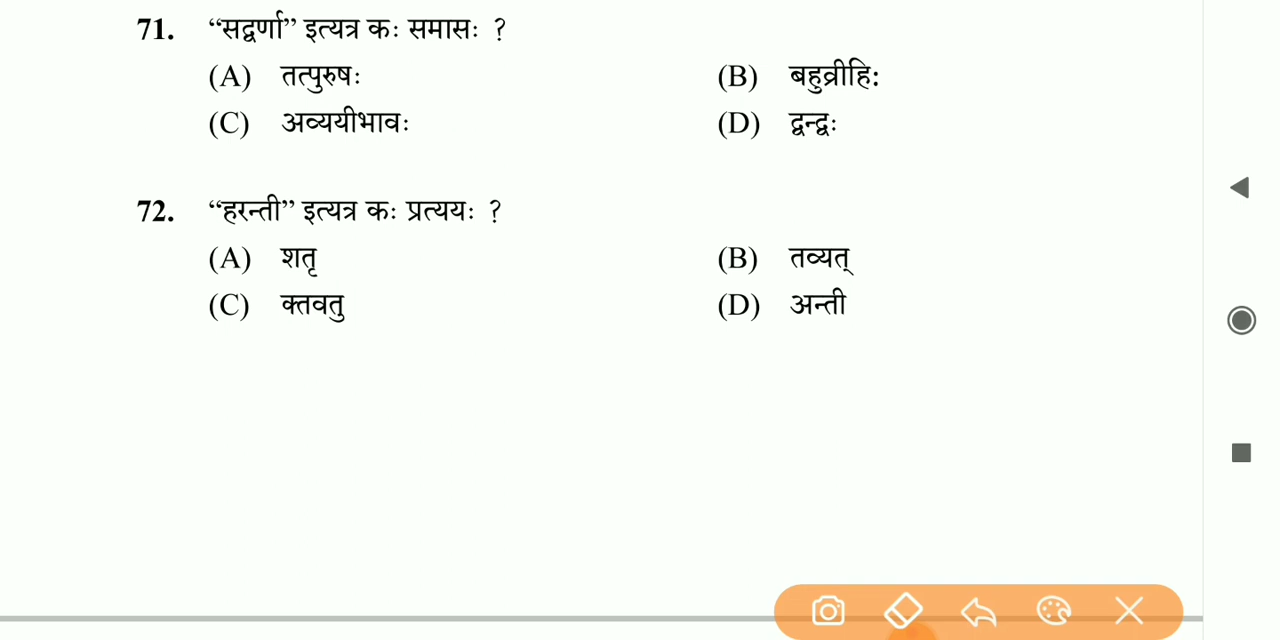 71. “सद्वर्णा” इत्यत्र कः समासः ?
(A) तत्पुरुषः (B) बहुव्रीहिः
(C) अव्ययीभावः (D) द्वन्द्वः
72. “हरन्ती” इत्यत्र कः प्रत्ययः ?
(A) शतृ (B) तव्यत्
(C) क्तवतु (D) अन्ती